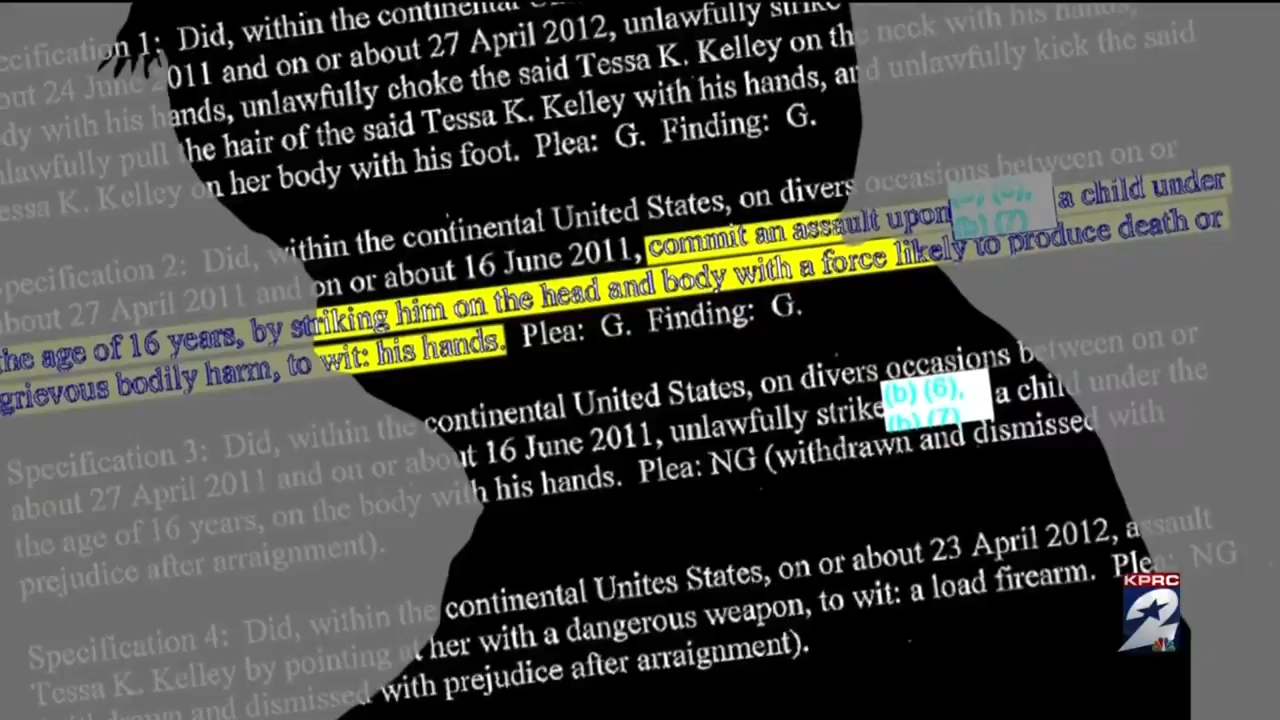 ecification 1: Did, within the continental
out 24 June 2011 and on or about 27 April 2012, unlawfully strike
dy with his hands, unlawfully choke the said Tessa K. Kelley on the neck with his hands,
nlawfully pull the hair of the said Tessa K. Kelley with his hands, and unlawfully kick the said
essa K. Kelley on her body with his foot. Plea: G. Finding: G.
pecification 2: Did, within the continental United States, on divers occasions between on or
about 27 April 2011 and on or about 16 June 2011, commit an assault upon (b) (6), (b) (7) a child under
the age of 16 years, by striking him on the head and body with a force likely to produce death or
grievous bodily harm, to wit: his hands. Plea: G. Finding: G.
Specification 3: Did, within the continental United States, on divers occasions between on or
about 27 April 2011 and on or about 16 June 2011, unlawfully strike (b) (6), (b) (7) a child under the
the age of 16 years, on the body with his hands. Plea: NG (withdrawn and dismissed with
prejudice after arraignment).
Specification 4: Did, within the continental Unites States, on or about 23 April 2012, assault
Tessa K. Kelley by pointing at her with a dangerous weapon, to wit: a load firearm. Plea: NG
and dismissed with prejudice after arraignment).
KPRC
2